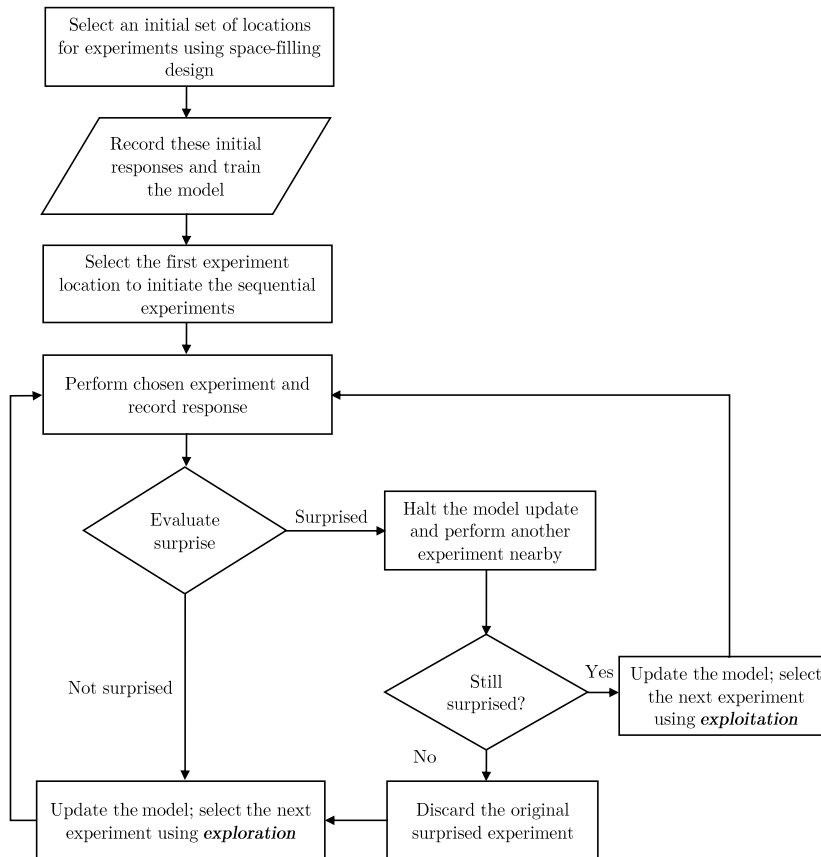 Select an initial set of locations
for experiments using space-filling
design
Record these initial
responses and train
the model
Select the first experiment
location to initiate the sequential
experiments
Perform chosen experiment and
record response
Evaluate
surprise
Surprised
Halt the model update
and perform another
experiment nearby
Not surprised
Still
surprised?
Yes
Update the model; select
the next experiment
using exploitation
No
Discard the original
surprised experiment
Update the model; select the next
experiment using exploration